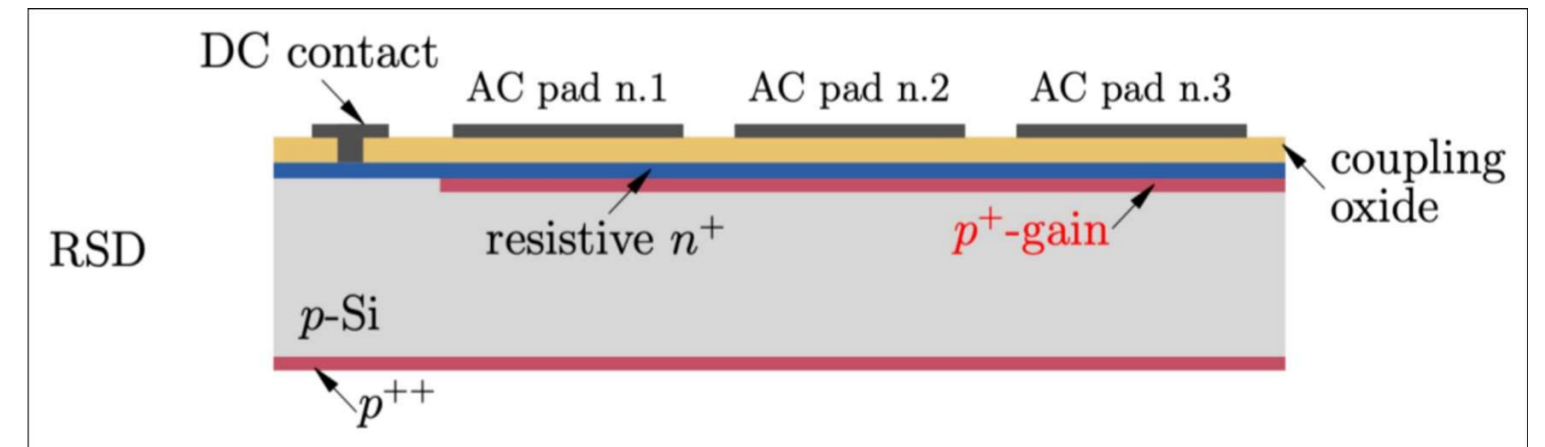 DC contact
AC pad n.1
AC pad n.2
AC pad n.3
coupling
oxide
resistive n⁺
p⁺-gain
RSD
p-Si
p⁺⁺